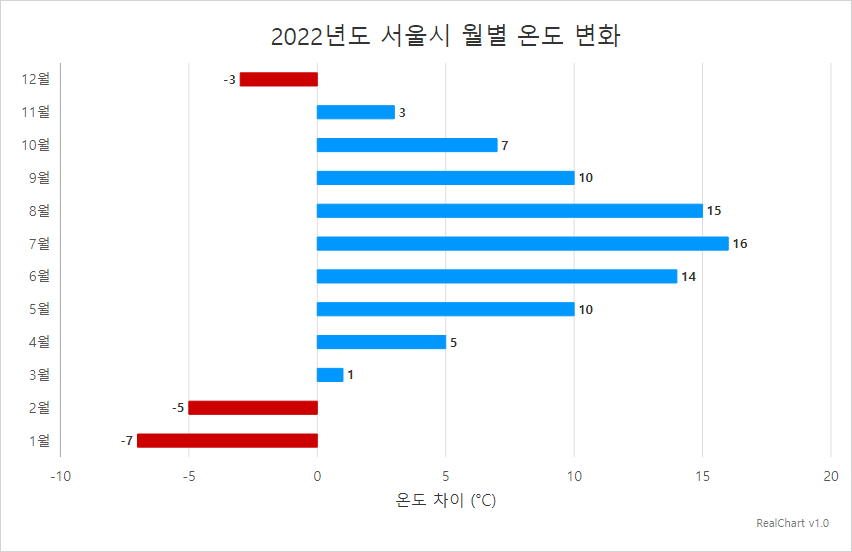 2022년도 서울시 월별 온도 변화
12월 -3
11월 3
10월 7
9월 10
8월 15
7월 16
6월 14
5월 10
4월 5
3월 1
2월 -5
1월 -7
-10 -5 0 5 10 15 20
온도 차이 (°C)
RealChart v1.0